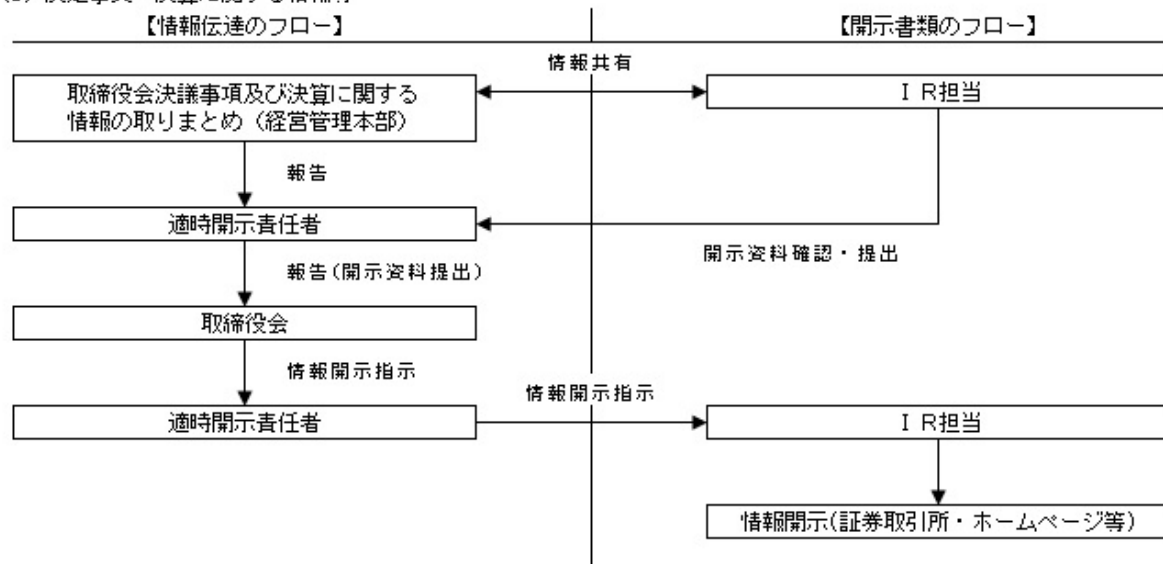 【情報伝達のフロー】
【開示書類のフロー】
情報共有
取締役会決議事項及び決算に関する
情報の取りまとめ（経営管理本部）
ＩＲ担当
報告
適時開示責任者
開示資料確認・提出
報告(開示資料提出)
取締役会
情報開示指示
情報開示指示
適時開示責任者
ＩＲ担当
情報開示(証券取引所・ホームページ等)